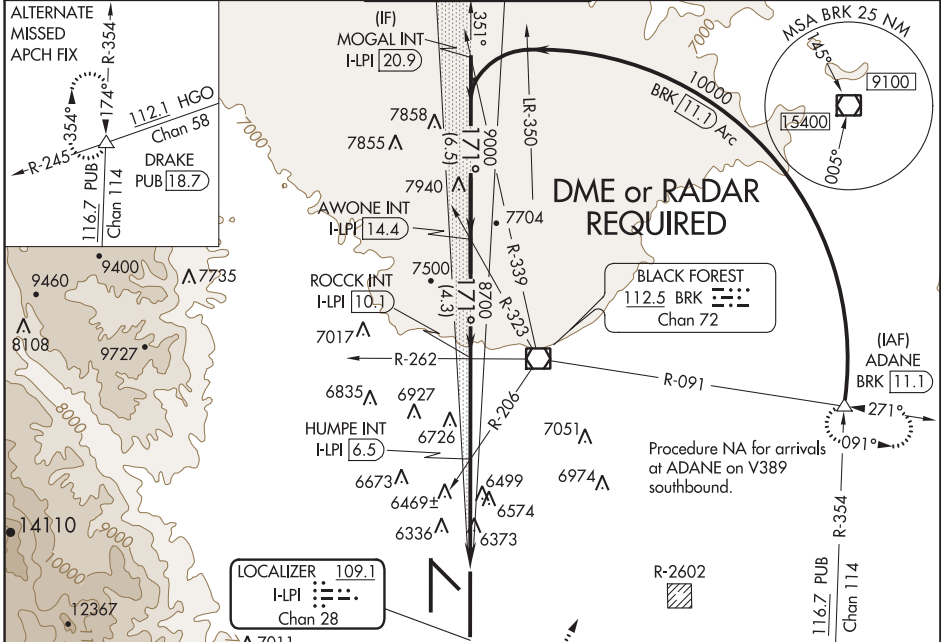 ALTERNATE
MISSED
APCH FIX
R-354
174°
354°
112.1 HGO
Chan 58
R-245
DRAKE
PUB 18.7
116.7 PUB
Chan 114
(IF)
MOGAL INT
I-LPI 20.9
351°
LR-350
10000
BRK 11.1 Arc
7000
7000
MSA BRK 25 NM
145°
9100
15400
005°
7858
7855
7940
171°
(6.5)
9000
DME or RADAR
REQUIRED
7704
AWONE INT
I-LPI 14.4
R-339
R-323
9460
9400
7735
7500
171°
(4.3)
8700
ROCCK INT
I-LPI 10.1
BLACK FOREST
112.5 BRK
Chan 72
8108
9727
7017
R-262
R-091
(IAF)
ADANE
BRK 11.1
271°
091°
6835
6927
6726
R-206
8000
HUMPE INT
I-LPI 6.5
7051
Procedure NA for arrivals
at ADANE on V389
southbound.
6673
6469±
6499
6574
6974
6336
6373
R-354
116.7 PUB
Chan 114
14110
9000
10000
12367
LOCALIZER 109.1
I-LPI
Chan 28
R-2602
7011